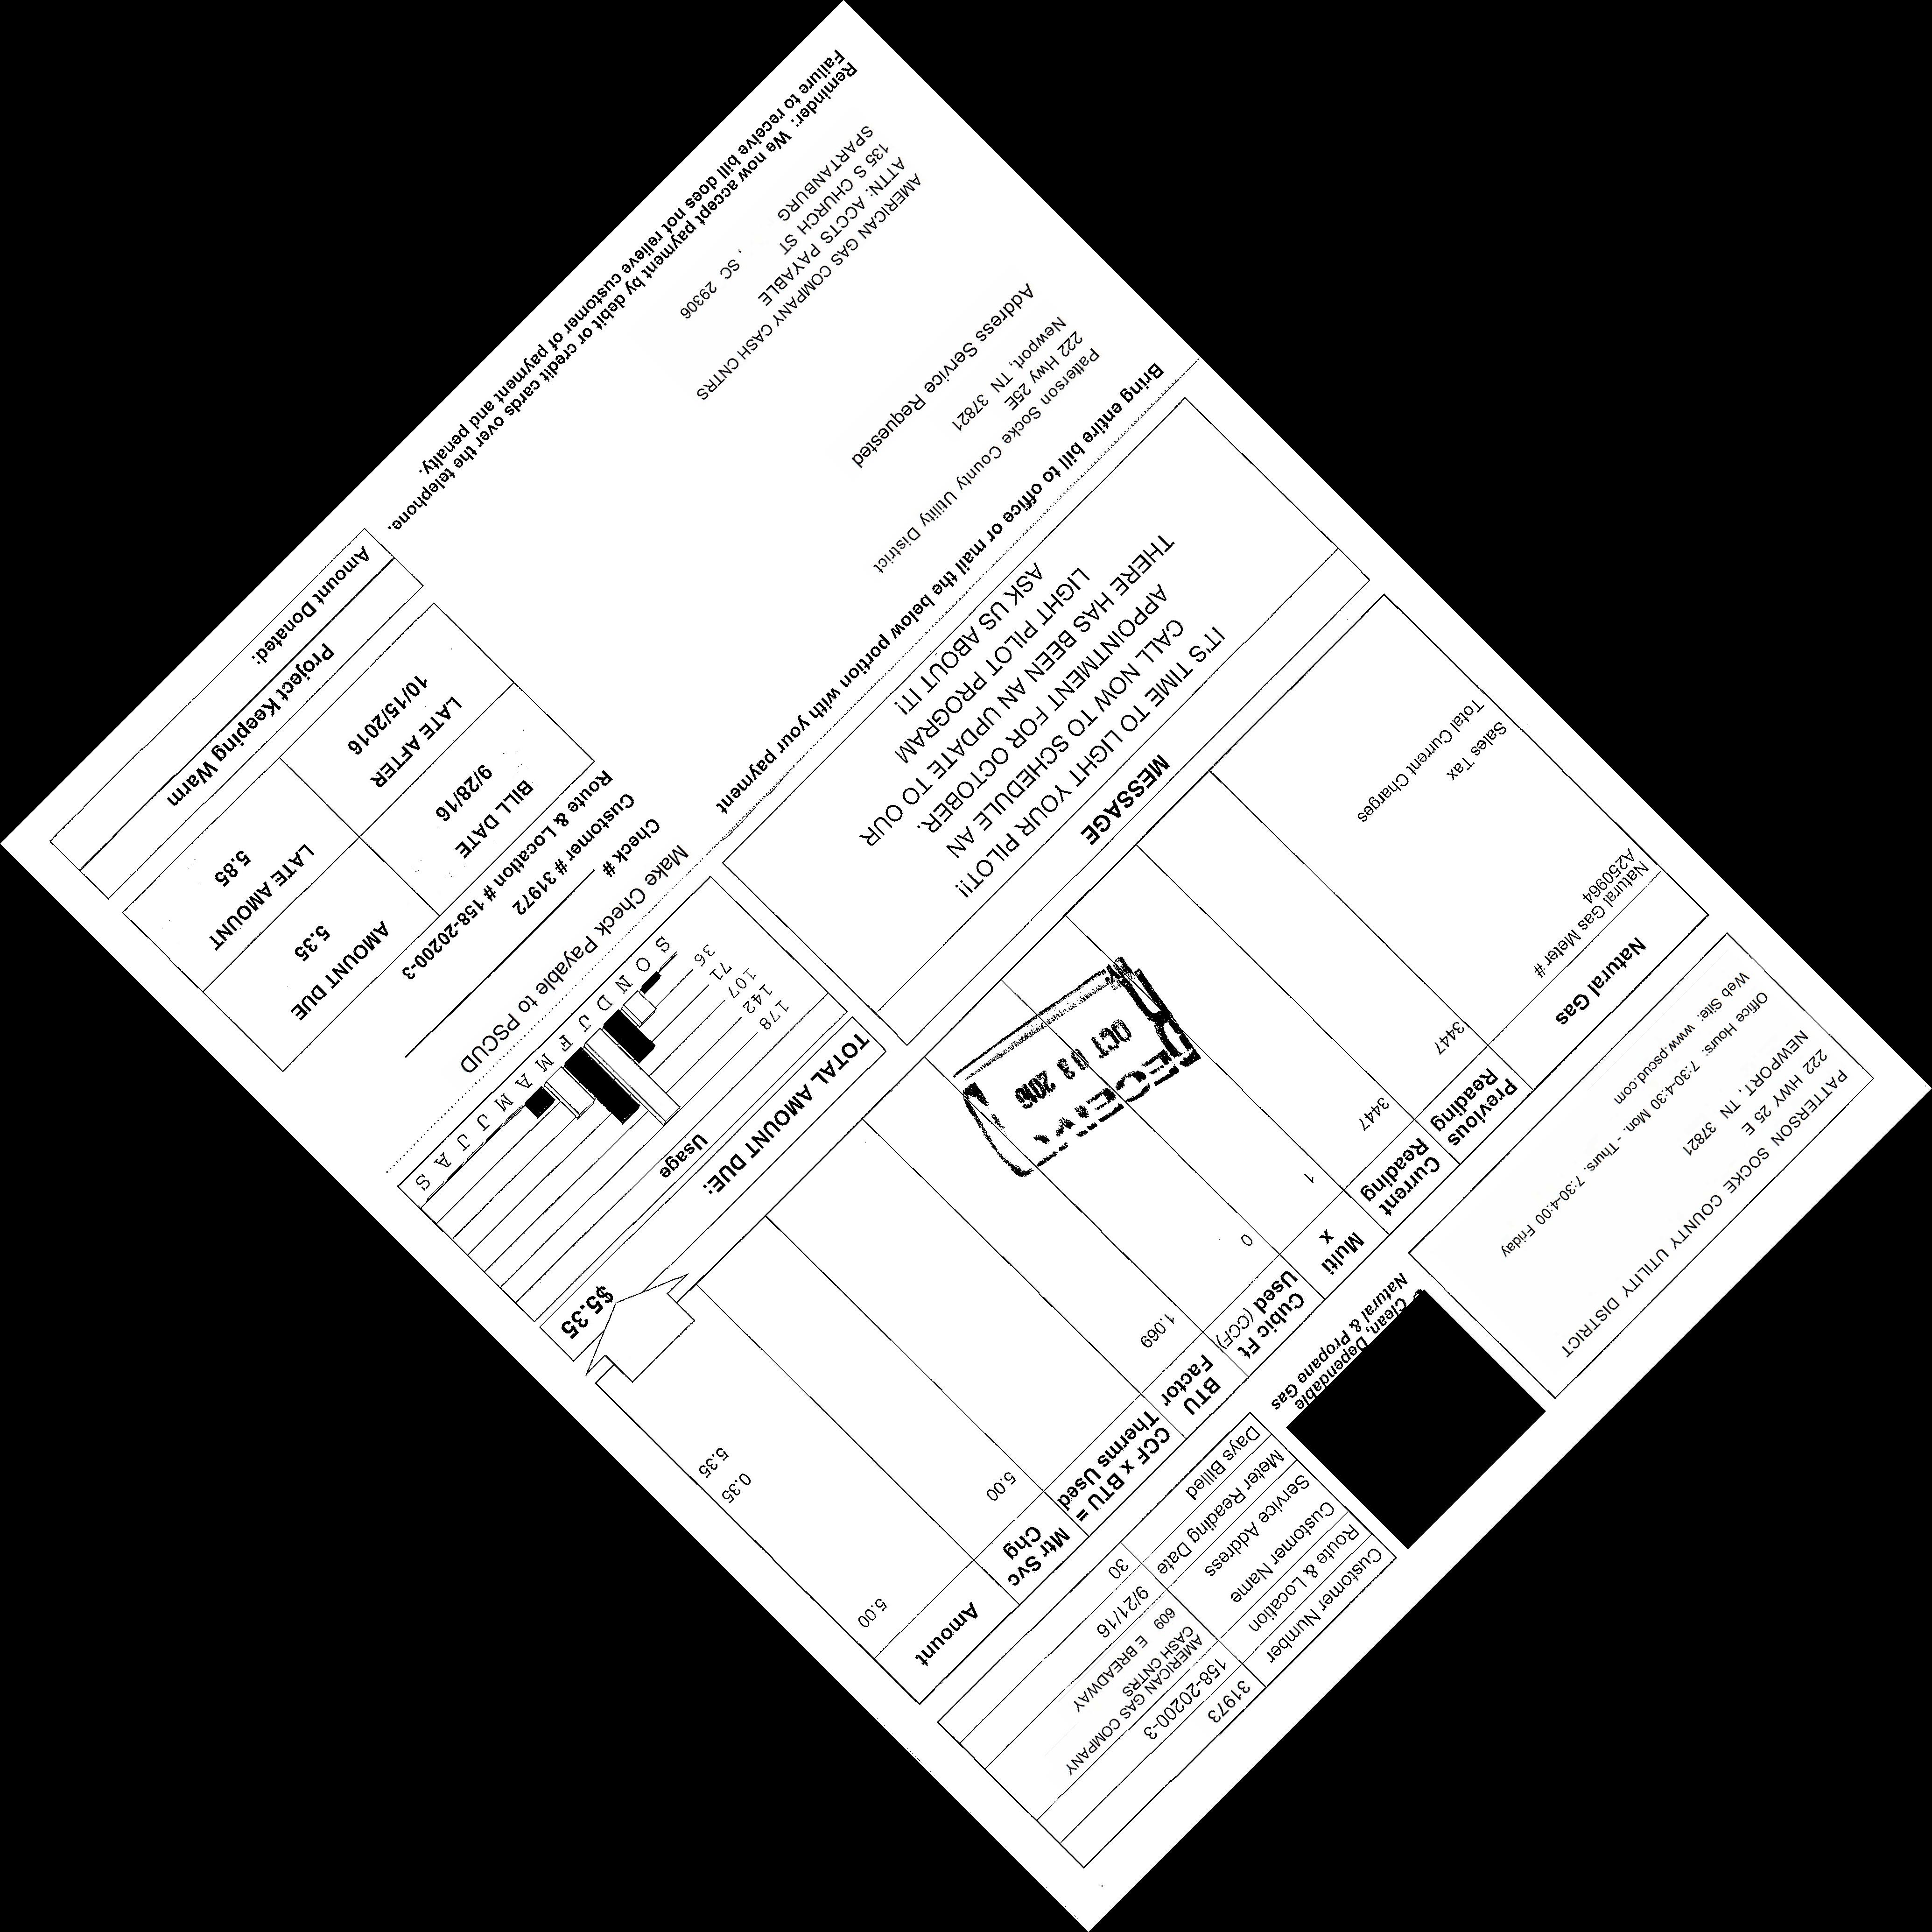 PATTERSON SOCKE COUNTY UTILITY DISTRICT
222 HWY 25 E
NEWPORT, TN 37821
Office Hours: 7:30-4:30 Mon. - Thurs. 7:30-4:00 Friday
Web Site: www.pscud.com
Clean, Dependable
Natural & Propane Gas
Customer Number 31973
Route & Location 158-20200-3
Customer Name AMERICAN GAS COMPANY
CASH CNTRS
Service Address 609 E BREADWAY
Meter Reading Date 9/21/16
Days Billed 30
Natural Gas Previous Reading Current Reading Multi x Cubic Ft Used (CCF) BTU Factor CCF x BTU = Therms Used Mtr Svc Chg Amount
Natural Gas Meter #
A2509964 3447 3447 1 0 1.069 5.00 5.00
Sales Tax 0.35
Total Current Charges 5.35
OCT 03 2016
MESSAGE
IT'S TIME TO LIGHT YOUR PILOT!!
CALL NOW TO SCHEDULE AN
APPOINTMENT FOR OCTOBER.
THERE HAS BEEN AN UPDATE TO OUR
LIGHT PILOT PROGRAM
ASK US ABOUT IT!
TOTAL AMOUNT DUE: $5.35
Usage
178
142
107
71
36
S O N D J F M A M J J A S
Bring entire bill to office or mail the below portion with your payment
Make Check Payable to PSCUD
Patterson Socke County Utility District
222 Hwy 25E
Newport, TN 37821
Address Service Requested
Check #
Customer # 31972
Route & Location # 158-20200-3
BILL DATE
9/28/16
AMOUNT DUE
5.35
LATE AFTER
10/15/2016
LATE AMOUNT
5.85
AMERICAN GAS COMPANY CASH CNTRS
ATTN: ACCTS PAYABLE
135 S CHURCH ST
SPARTANBURG , SC 29306
Project Keeping Warm
Amount Donated:
Reminder: We now accept payment by debit or credit cards over the telephone.
Failure to receive bill does not relieve customer of payment and penalty.